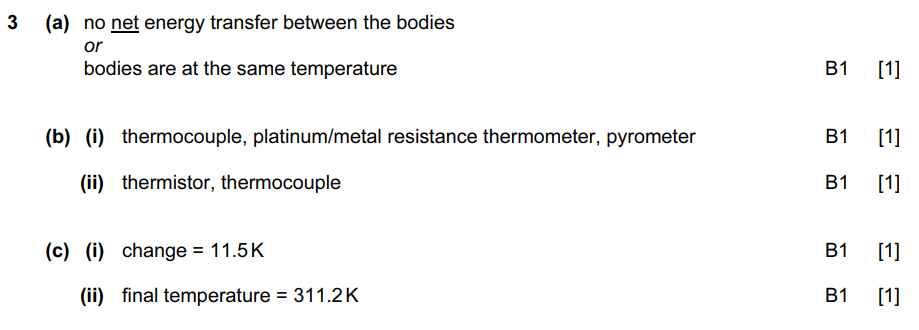 3 (a) no net energy transfer between the bodies
or
bodies are at the same temperature B1 [1]
(b) (i) thermocouple, platinum/metal resistance thermometer, pyrometer B1 [1]
(ii) thermistor, thermocouple B1 [1]
(c) (i) change = 11.5 K B1 [1]
(ii) final temperature = 311.2 K B1 [1]